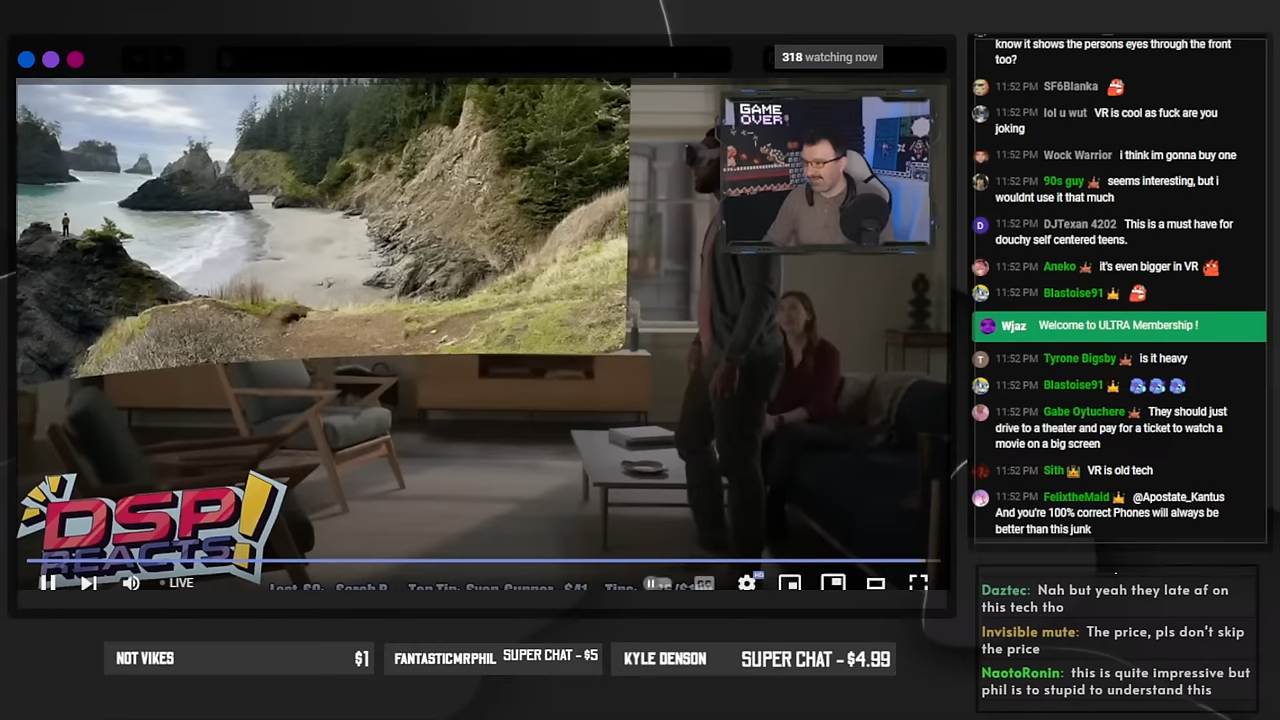 318 watching now
GAME
OVER
know it shows the persons eyes through the front
too?
11:52 PM SF6Blanka
11:52 PM lol u wut VR is cool as fuck are you
joking
11:52 PM Wock Warrior i think im gonna buy one
11:52 PM 90s guy seems interesting, but i
wouldnt use it that much
D 11:52 PM DJTexan 4202 This is a must have for
douchy self centered teens.
11:52 PM Aneko it's even bigger in VR
11:52 PM Blastoise91
Wjaz Welcome to ULTRA Membership !
T 11:52 PM Tyrone Bigsby is it heavy
11:52 PM Blastoise91
11:52 PM Gabe Oytuchere They should just
drive to a theater and pay for a ticket to watch a
movie on a big screen
11:52 PM Sith VR is old tech
11:52 PM FelixtheMaid @Apostate_Kantus
And you're 100% correct Phones will always be
better than this junk
DSP
REACTS!
LIVE
HD
Daztec: Nah but yeah they late af on
this tech tho
Invisible mute: The price, pls don't skip
the price
NaotoRonin: this is quite impressive but
phil is to stupid to understand this
NOT VIKES $1
FANTASTICMRPHIL SUPER CHAT - $5
KYLE DENSON SUPER CHAT - $4.99